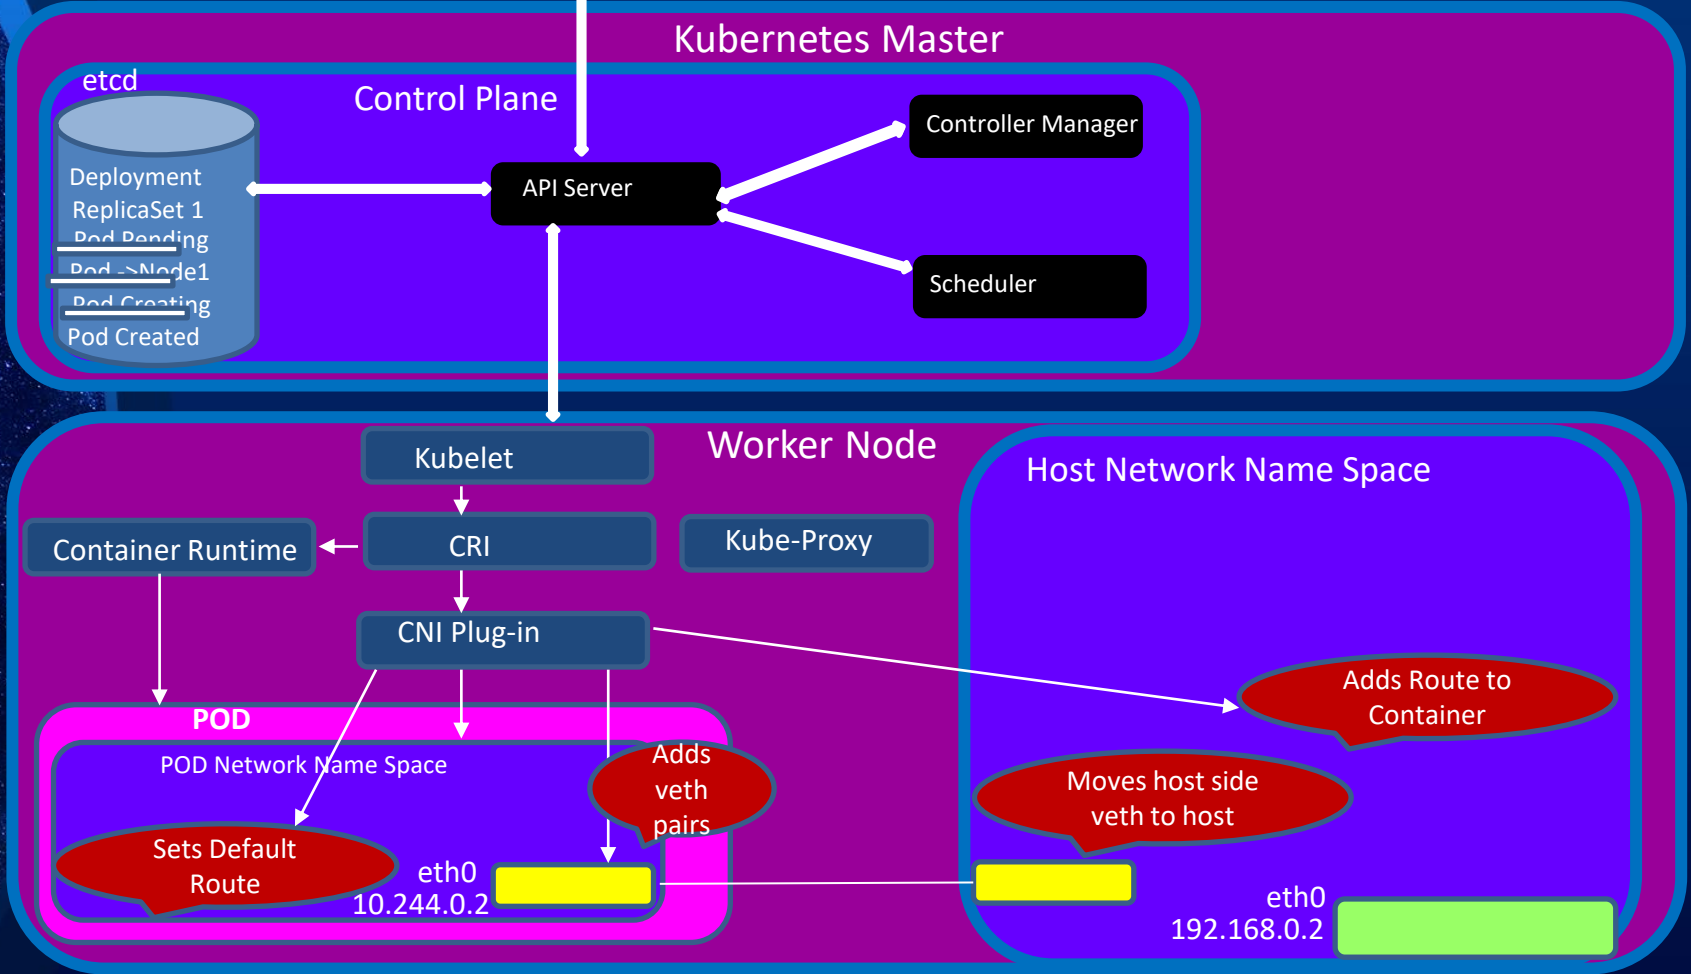 Kubernetes Master
etcd
Control Plane
Controller Manager
API Server
Scheduler
Deployment
ReplicaSet 1
Pod Pending
Pod ->Node1
Pod Creating
Pod Created
Worker Node
Host Network Name Space
Kubelet
CRI
Kube-Proxy
Container Runtime
CNI Plug-in
Adds Route to
Container
POD
POD Network Name Space
Adds
veth
pairs
Moves host side
veth to host
Sets Default
Route
eth0
10.244.0.2
eth0
192.168.0.2